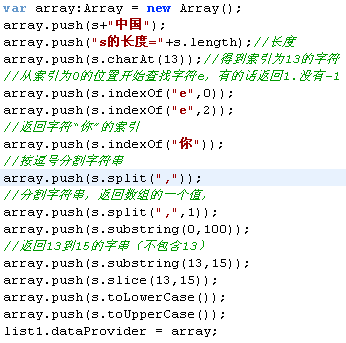 var array:Array = new Array();
array.push(s+"中国");
array.push("s的长度="+s.length);//长度
array.push(s.charAt(13));//得到索引为13的字符
//从索引为0的位置开始查找字符e, 有的话返回1.没有-1
array.push(s.indexOf("e",0));
array.push(s.indexOf("e",2));
//返回字符"你"的索引
array.push(s.indexOf("你"));
//按逗号分割字符串
array.push(s.split(","));
//分割字符串, 返回数组的一个值,
array.push(s.split(",",1));
array.push(s.substring(0,100));
//返回13到15的字串（不包含13）
array.push(s.substring(13,15));
array.push(s.slice(13,15));
array.push(s.toLowerCase());
array.push(s.toUpperCase());
list1.dataProvider = array;